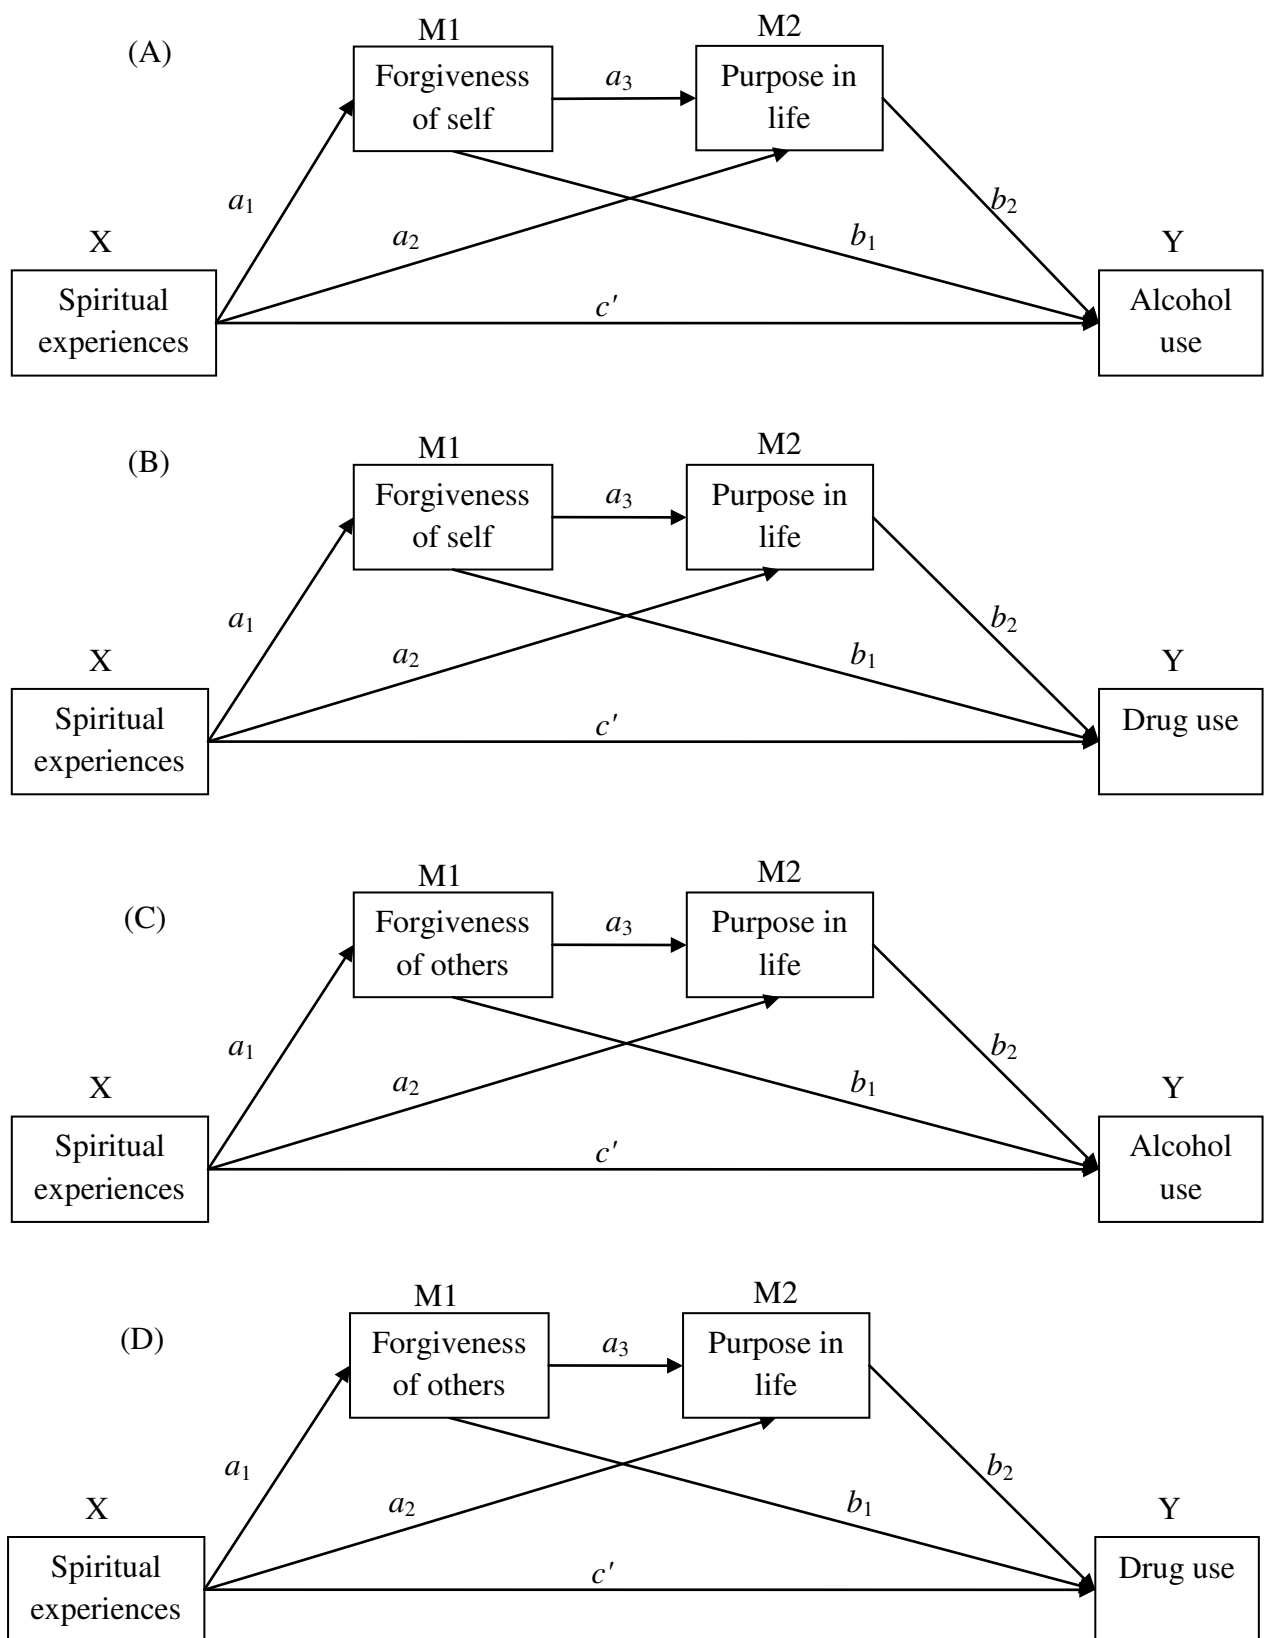 (A)
M1
M2
Forgiveness
of self
a3
Purpose in
life
a1
a2
b1
b2
X
Y
Spiritual
experiences
c′
Alcohol
use
(B)
M1
M2
Forgiveness
of self
a3
Purpose in
life
a1
a2
b1
b2
X
Y
Spiritual
experiences
c′
Drug use
(C)
M1
M2
Forgiveness
of others
a3
Purpose in
life
a1
a2
b1
b2
X
Y
Spiritual
experiences
c′
Alcohol
use
(D)
M1
M2
Forgiveness
of others
a3
Purpose in
life
a1
a2
b1
b2
X
Y
Spiritual
experiences
c′
Drug use